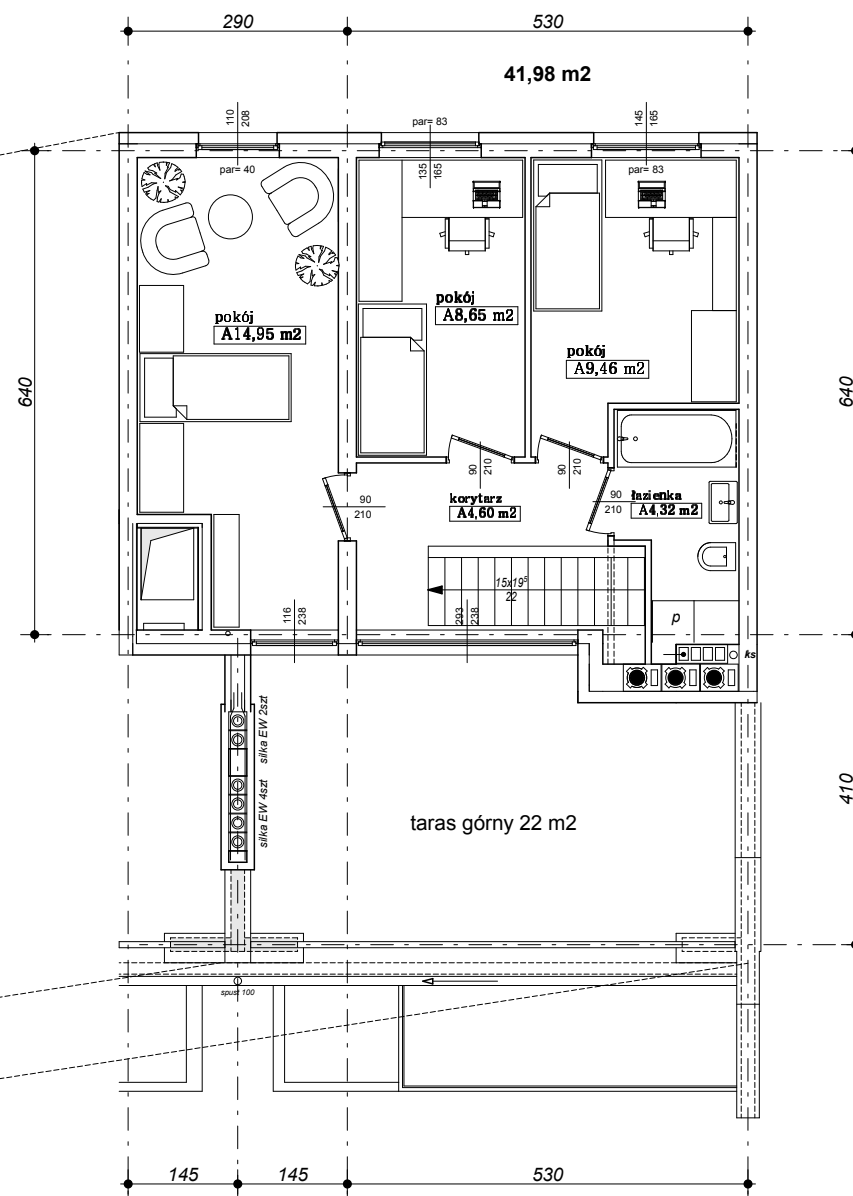 290
530
41,98 m2
110
208
par= 83
145
165
par= 40
135
165
par= 83
pokój
A14,95 m2
pokój
A8,65 m2
pokój
A9,46 m2
640
640
90
210
90
210
90
210
korytarz
A4,60 m2
90
210
łazienka
A4,32 m2
15x19⁵
22
116
238
293
238
p
ks
silka EW 2szt
silka EW 4szt
410
taras górny 22 m2
spust 100
145
145
530